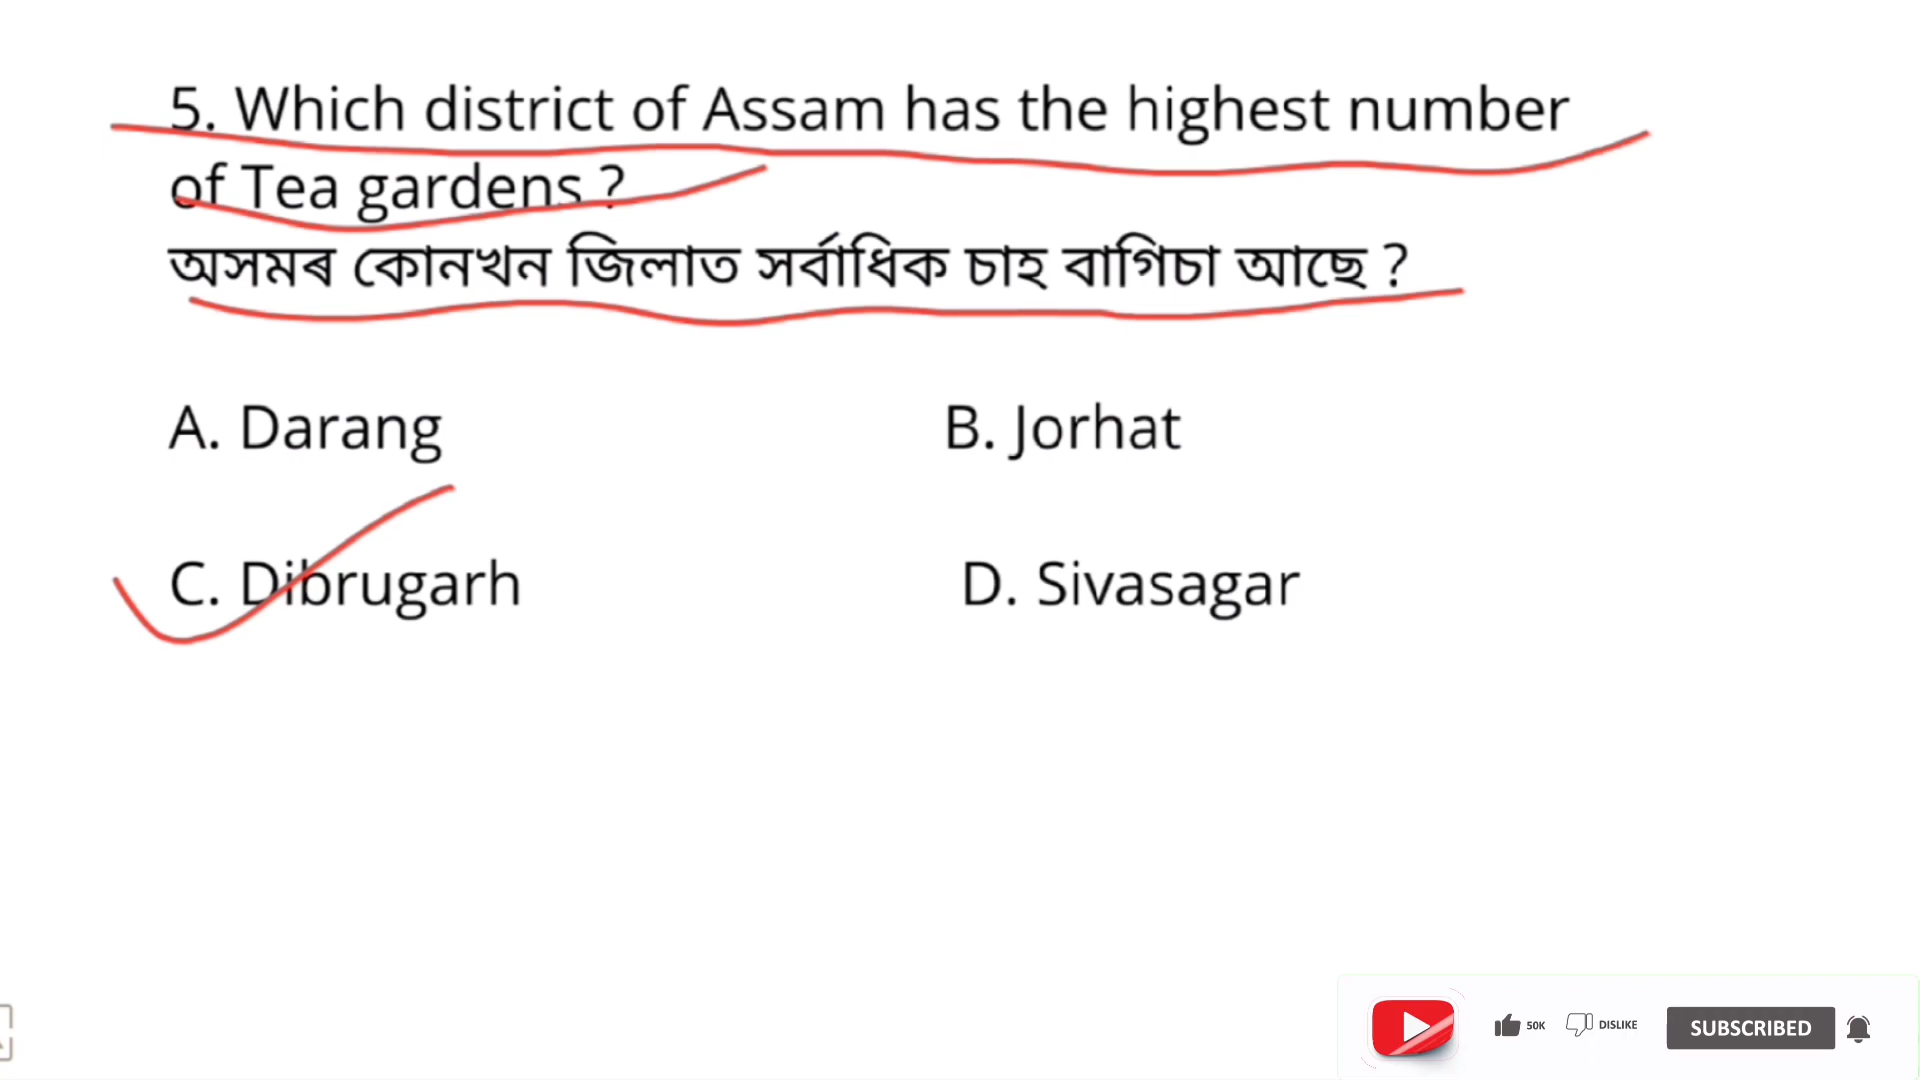 5. Which district of Assam has the highest number
of Tea gardens ?
অসমৰ কোনখন জিলাত সৰ্বাধিক চাহ বাগিচা আছে ?
A. Darang
B. Jorhat
C. Dibrugarh
D. Sivasagar
50K
DISLIKE
SUBSCRIBED